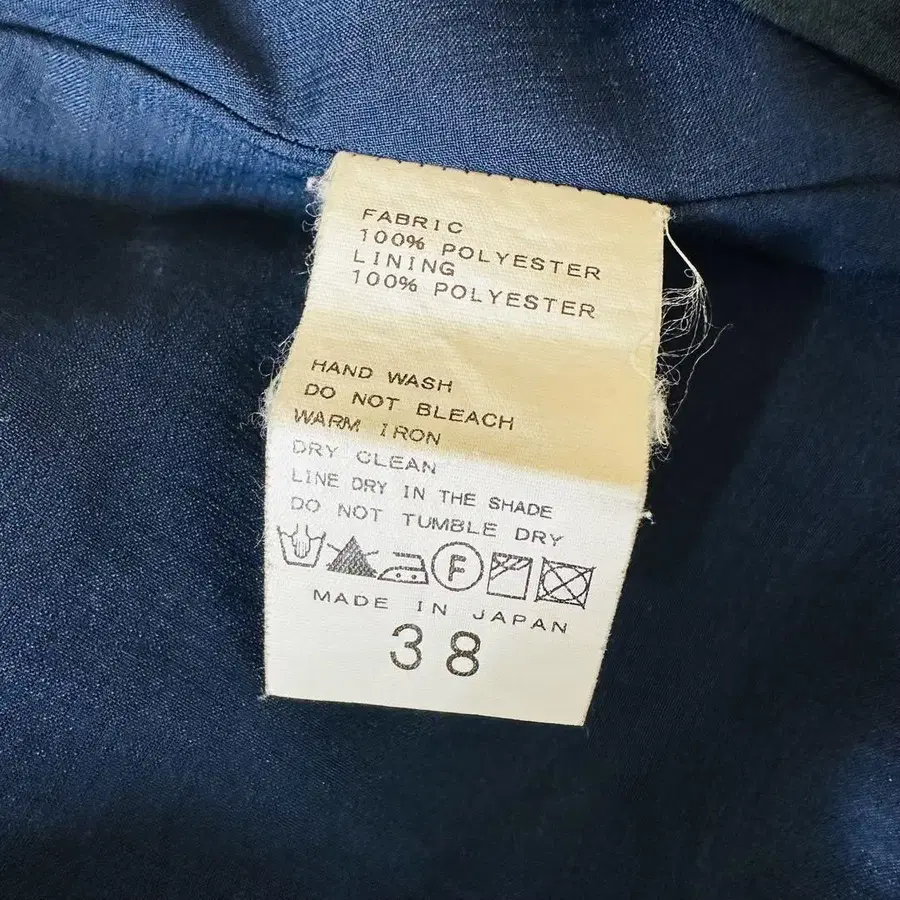 FABRIC
100% POLYESTER
LINING
100% POLYESTER
HAND WASH
DO NOT BLEACH
WARM IRON
DRY CLEAN
LINE DRY IN THE SHADE
DO NOT TUMBLE DRY
F
MADE IN JAPAN
38